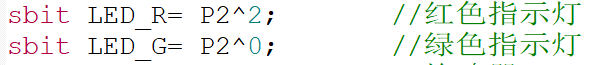 sbit LED_R= P2^2;          //红色指示灯
sbit LED_G= P2^0;          //绿色指示灯